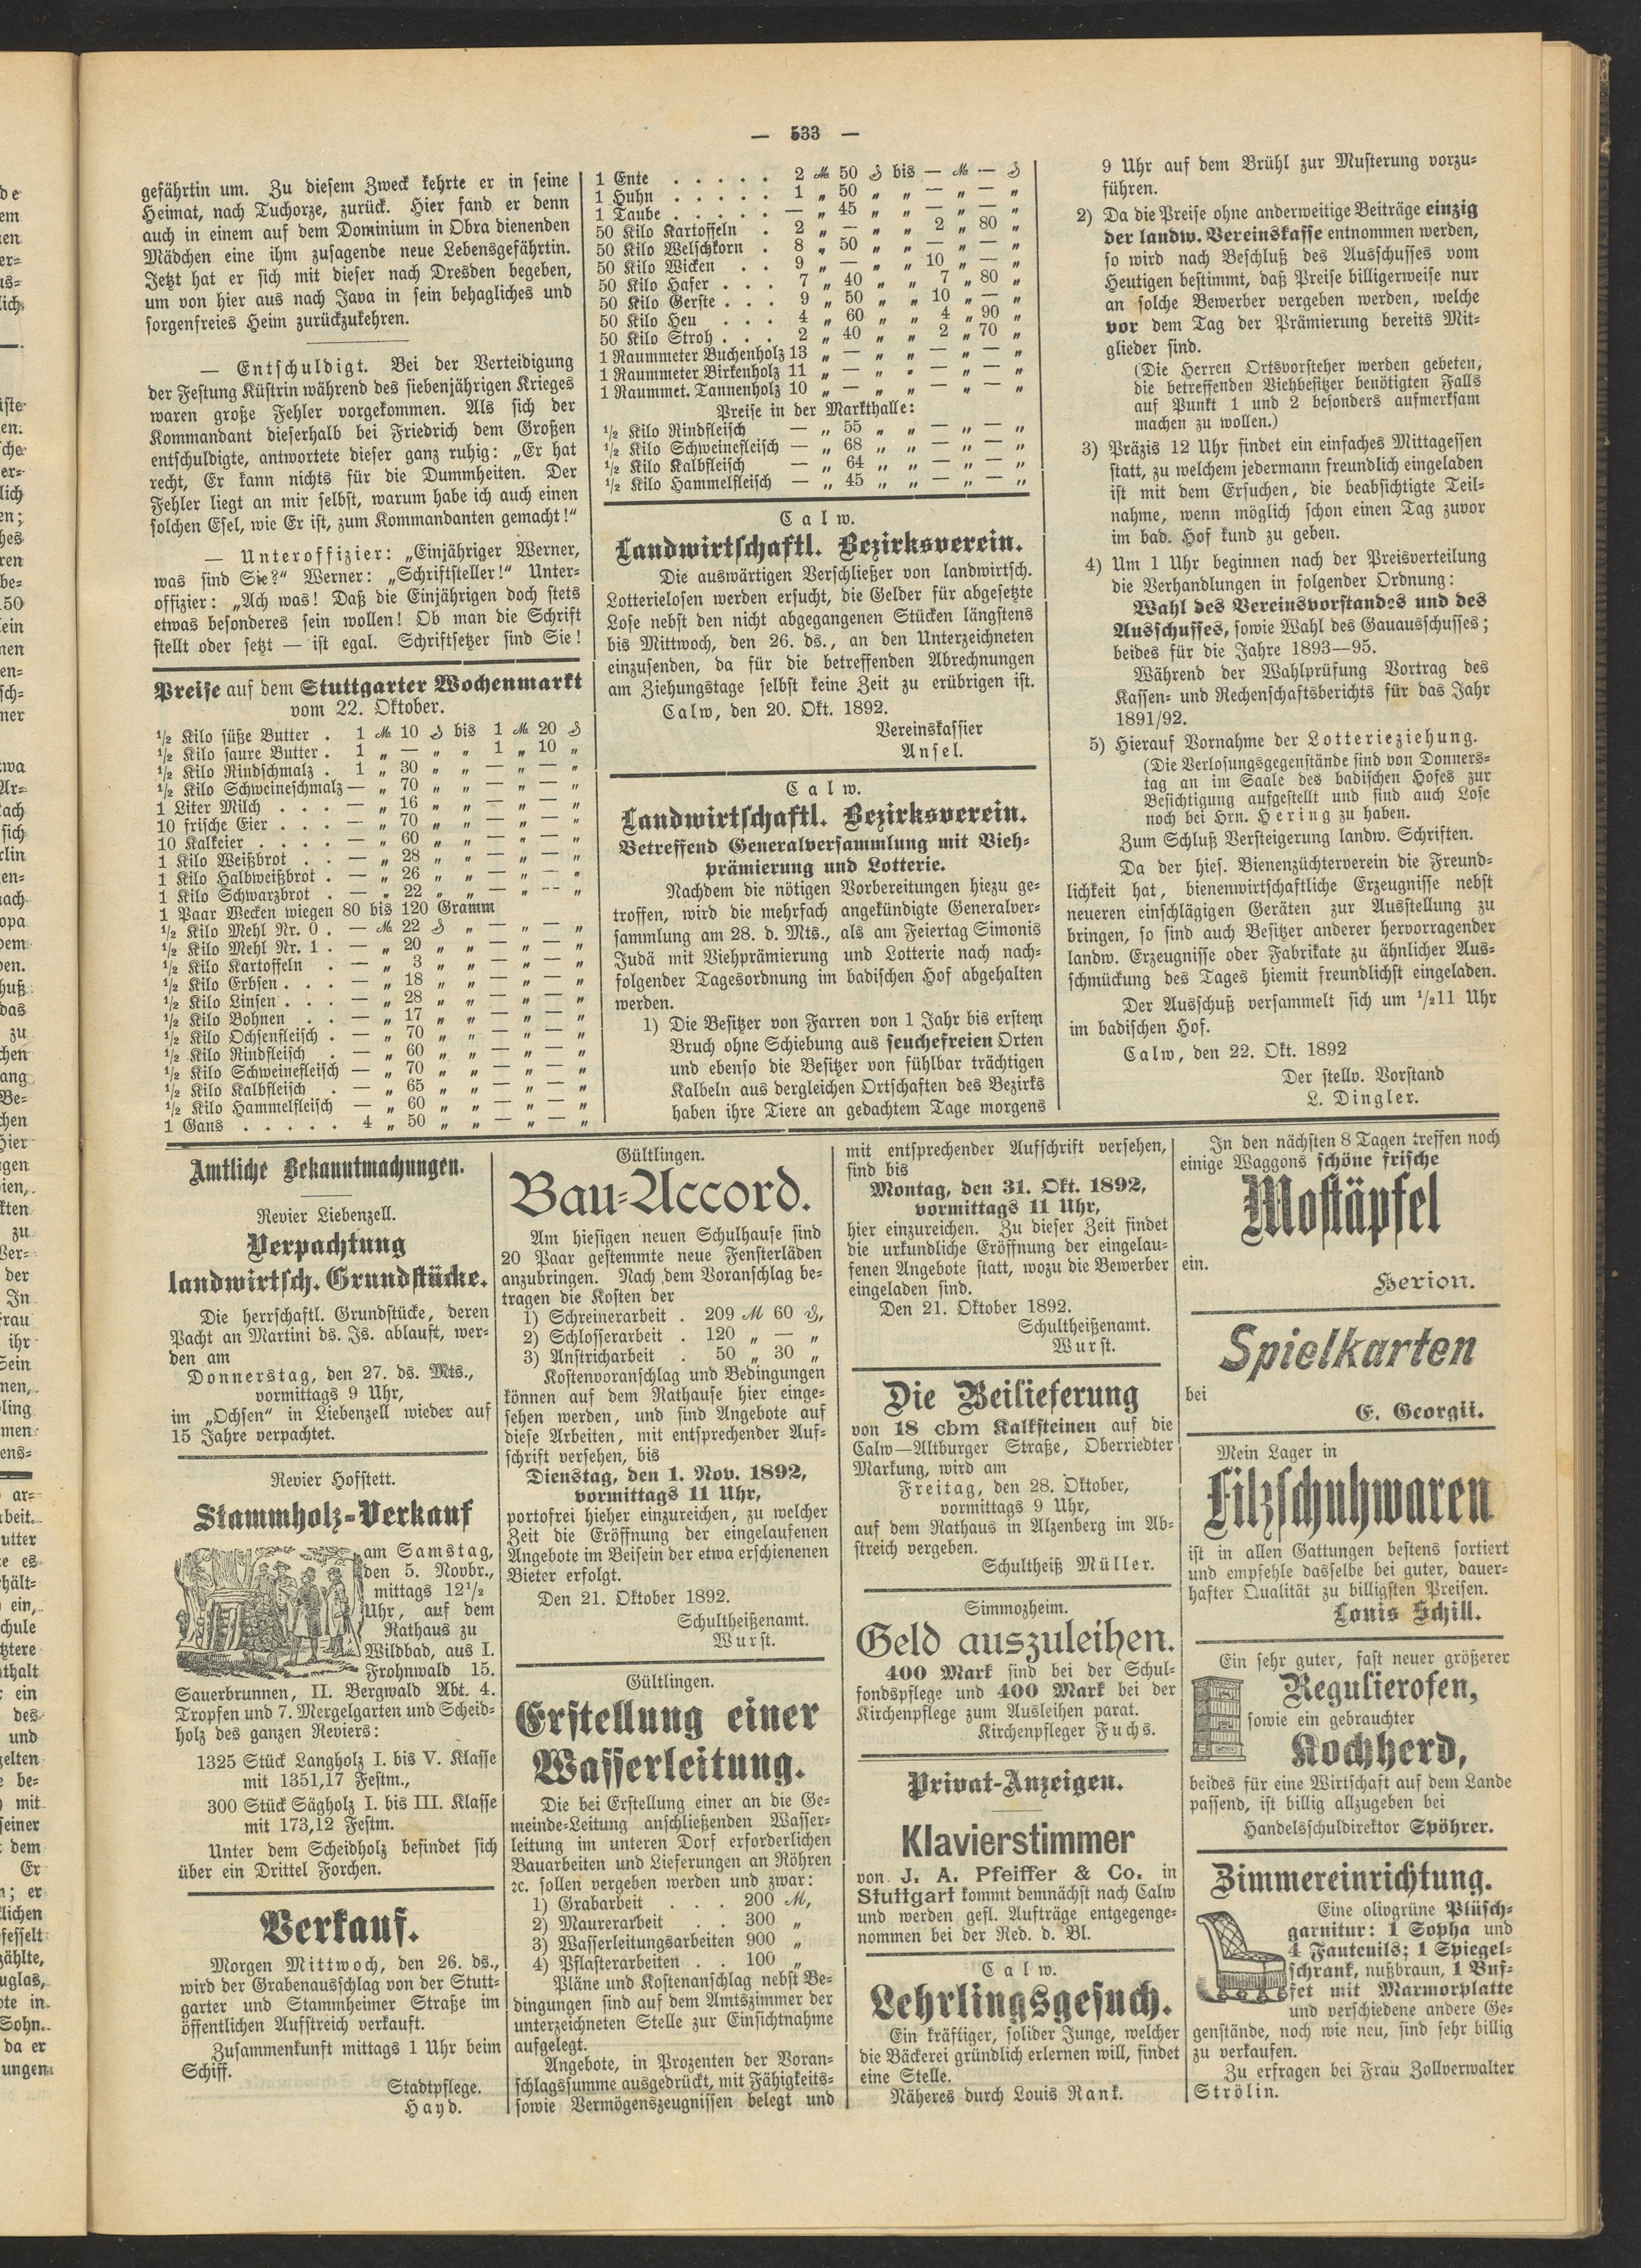 — 533 —
gefährtin um. Zu diesem Zweck kehrte er in seine
Heimat, nach Tuchorze, zurück. Hier fand er denn
auch in einem auf dem Dominium in Obra dienenden
Mädchen eine ihm zusagende neue Lebensgefährtin.
Jetzt hat er sich mit dieser nach Dresden begeben,
um von hier aus nach Java in sein behagliches und
sorgenfreies Heim zurückzukehren.
— Entschuldigt. Bei der Verteidigung
der Festung Küstrin während des siebenjährigen Krieges
waren große Fehler vorgekommen. Als sich der
Kommandant dieserhalb bei Friedrich dem Großen
entschuldigte, antwortete dieser ganz ruhig: „Er hat
recht, Er kann nichts für die Dummheiten. Der
Fehler liegt an mir selbst, warum habe ich auch einen
solchen Esel, wie Er ist, zum Kommandanten gemacht!“
— Unteroffizier: „Einjähriger Werner,
was sind Sie?“ Werner: „Schriftsteller!“ Unter-
offizier: „Ach was! Daß die Einjährigen doch stets
etwas besonderes sein wollen! Ob man die Schrift
stellt oder setzt — ist egal. Schriftsetzer sind Sie!
Preise auf dem Stuttgarter Wochenmarkt
vom 22. Oktober.
½ Kilo süße Butter . 1 ℳ 10 ₰ bis 1 ℳ 20 ₰
½ Kilo saure Butter . 1 „ — „ „ 1 „ 10 „
½ Kilo Rindschmalz . 1 „ 30 „ „ — „ — „
½ Kilo Schweineschmalz — „ 70 „ „ — „ — „
1 Liter Milch . . . — „ 16 „ „ — „ — „
10 frische Eier . . . — „ 70 „ „ — „ — „
10 Kalkeier . . . . — „ 60 „ „ — „ — „
1 Kilo Weißbrot . . — „ 28 „ „ — „ — „
1 Kilo Halbweißbrot . — „ 26 „ „ — „ — „
1 Kilo Schwarzbrot . — „ 22 „ „ — „ — „
1 Paar Wecken wiegen 80 bis 120 Gramm
½ Kilo Mehl Nr. 0 . — ℳ 22 ₰ „ — „ — „
½ Kilo Mehl Nr. 1 . — „ 20 „ „ — „ — „
½ Kilo Kartoffeln . — „ 3 „ „ — „ — „
½ Kilo Erbsen . . . — „ 18 „ „ — „ — „
½ Kilo Linsen . . . — „ 28 „ „ — „ — „
½ Kilo Bohnen . . — „ 17 „ „ — „ — „
½ Kilo Ochsenfleisch . — „ 70 „ „ — „ — „
½ Kilo Rindfleisch . — „ 60 „ „ — „ — „
½ Kilo Schweinefleisch — „ 70 „ „ — „ — „
½ Kilo Kalbfleisch . — „ 65 „ „ — „ — „
½ Kilo Hammelfleisch — „ 60 „ „ — „ — „
1 Gans . . . . . 4 „ 50 „ „ — „ — „
1 Ente . . . . . 2 ℳ 50 ₰ bis — ℳ — ₰
1 Huhn . . . . . 1 „ 50 „ „ — „ — „
1 Taube . . . . . — „ 45 „ „ — „ — „
50 Kilo Kartoffeln . 2 „ — „ „ 2 „ 80 „
50 Kilo Welschkorn . 8 „ 50 „ „ — „ — „
50 Kilo Wicken . . 9 „ — „ „ 10 „ — „
50 Kilo Hafer . . . 7 „ 40 „ „ 7 „ 80 „
50 Kilo Gerste . . . 9 „ 50 „ „ 10 „ — „
50 Kilo Heu . . . 4 „ 60 „ „ 4 „ 90 „
50 Kilo Stroh . . . 2 „ 40 „ „ 2 „ 70 „
1 Raummeter Buchenholz 13 „ — „ „ — „ — „
1 Raummeter Birkenholz 11 „ — „ „ — „ — „
1 Raummet. Tannenholz 10 „ — „ „ — „ — „
Preise in der Markthalle:
½ Kilo Rindfleisch — „ 55 „ „ — „ — „
½ Kilo Schweinefleisch — „ 68 „ „ — „ — „
½ Kilo Kalbfleisch — „ 64 „ „ — „ — „
½ Kilo Hammelfleisch — „ 45 „ „ — „ — „
Calw.
Landwirtschaftl. Bezirksverein.
Die auswärtigen Verschließer von landwirtsch.
Lotterielosen werden ersucht, die Gelder für abgesetzte
Lose nebst den nicht abgegangenen Stücken längstens
bis Mittwoch, den 26. ds., an den Unterzeichneten
einzusenden, da für die betreffenden Abrechnungen
am Ziehungstage selbst keine Zeit zu erübrigen ist.
Calw, den 20. Okt. 1892.
Vereinskassier
Ansel.
Calw.
Landwirtschaftl. Bezirksverein.
Betreffend Generalversammlung mit Vieh-
prämierung und Lotterie.
Nachdem die nötigen Vorbereitungen hiezu ge-
troffen, wird die mehrfach angekündigte Generalver-
sammlung am 28. d. Mts., als am Feiertag Simonis
Judä mit Viehprämierung und Lotterie nach nach-
folgender Tagesordnung im badischen Hof abgehalten
werden.
1) Die Besitzer von Farren von 1 Jahr bis erstem
Bruch ohne Schiebung aus seuchefreien Orten
und ebenso die Besitzer von fühlbar trächtigen
Kalbeln aus dergleichen Ortschaften des Bezirks
haben ihre Tiere an gedachtem Tage morgens
9 Uhr auf dem Brühl zur Musterung vorzu-
führen.
2) Da die Preise ohne anderweitige Beiträge einzig
der landw. Vereinskasse entnommen werden,
so wird nach Beschluß des Ausschusses vom
Heutigen bestimmt, daß Preise billigerweise nur
an solche Bewerber vergeben werden, welche
vor dem Tag der Prämierung bereits Mit-
glieder sind.
(Die Herren Ortsvorsteher werden gebeten,
die betreffenden Viehbesitzer benötigten Falls
auf Punkt 1 und 2 besonders aufmerksam
machen zu wollen.)
3) Präzis 12 Uhr findet ein einfaches Mittagessen
statt, zu welchem jedermann freundlich eingeladen
ist mit dem Ersuchen, die beabsichtigte Teil-
nahme, wenn möglich schon einen Tag zuvor
im bad. Hof kund zu geben.
4) Um 1 Uhr beginnen nach der Preisverteilung
die Verhandlungen in folgender Ordnung:
Wahl des Vereinsvorstandes und des
Ausschusses, sowie Wahl des Gauausschusses;
beides für die Jahre 1893—95.
Während der Wahlprüfung Vortrag des
Kassen- und Rechenschaftsberichts für das Jahr
1891/92.
5) Hierauf Vornahme der Lotterieziehung.
(Die Verlosungsgegenstände sind von Donners-
tag an im Saale des badischen Hofes zur
Besichtigung aufgestellt und sind auch Lose
noch bei Hrn. Hering zu haben.
Zum Schluß Versteigerung landw. Schriften.
Da der hies. Bienenzüchterverein die Freund-
lichkeit hat, bienenwirtschaftliche Erzeugnisse nebst
neueren einschlägigen Geräten zur Ausstellung zu
bringen, so sind auch Besitzer anderer hervorragender
landw. Erzeugnisse oder Fabrikate zu ähnlicher Aus-
schmückung des Tages hiemit freundlichst eingeladen.
Der Ausschuß versammelt sich um ½11 Uhr
im badischen Hof.
Calw, den 22. Okt. 1892
Der stellv. Vorstand
L. Dingler.
Amtliche Bekanntmachungen.
Revier Liebenzell.
Verpachtung
landwirtsch. Grundstücke.
Die herrschaftl. Grundstücke, deren
Pacht an Martini ds. Js. ablauft, wer-
den am
Donnerstag, den 27. ds. Mts.,
vormittags 9 Uhr,
im „Ochsen“ in Liebenzell wieder auf
15 Jahre verpachtet.
Revier Hofstett.
Stammholz-Verkauf
am Samstag,
den 5. Novbr.,
mittags 12½
Uhr, auf dem
Rathaus zu
Wildbad, aus I.
Frohnwald 15.
Sauerbrunnen, II. Bergwald Abt. 4.
Tropfen und 7. Mergelgarten und Scheid-
holz des ganzen Reviers:
1325 Stück Langholz I. bis V. Klasse
mit 1351,17 Festm.,
300 Stück Sägholz I. bis III. Klasse
mit 173,12 Festm.
Unter dem Scheidholz befindet sich
über ein Drittel Forchen.
Verkauf.
Morgen Mittwoch, den 26. ds.,
wird der Grabenausschlag von der Stutt-
garter und Stammheimer Straße im
öffentlichen Aufstreich verkauft.
Zusammenkunft mittags 1 Uhr beim
Schiff.
Stadtpflege.
Hayd.
Gültlingen.
Bau-Accord.
Am hiesigen neuen Schulhause sind
20 Paar gestemmte neue Fensterläden
anzubringen. Nach dem Voranschlag be-
tragen die Kosten der
1) Schreinerarbeit . 209 ℳ 60 ₰,
2) Schlosserarbeit . 120 „ — „
3) Anstricharbeit . 50 „ 30 „
Kostenvoranschlag und Bedingungen
können auf dem Rathause hier einge-
sehen werden, und sind Angebote auf
diese Arbeiten, mit entsprechender Auf-
schrift versehen, bis
Dienstag, den 1. Nov. 1892,
vormittags 11 Uhr,
portofrei hieher einzureichen, zu welcher
Zeit die Eröffnung der eingelaufenen
Angebote im Beisein der etwa erschienenen
Bieter erfolgt.
Den 21. Oktober 1892.
Schultheißenamt.
Wurst.
Gültlingen.
Erstellung einer
Wasserleitung.
Die bei Erstellung einer an die Ge-
meinde-Leitung anschließenden Wasser-
leitung im unteren Dorf erforderlichen
Bauarbeiten und Lieferungen an Röhren
ꝛc. sollen vergeben werden und zwar:
1) Grabarbeit . . . 200 ℳ,
2) Maurerarbeit . . 300 „
3) Wasserleitungsarbeiten 900 „
4) Pflasterarbeiten . . 100 „
Pläne und Kostenanschlag nebst Be-
dingungen sind auf dem Amtszimmer der
unterzeichneten Stelle zur Einsichtnahme
aufgelegt.
Angebote, in Prozenten der Voran-
schlagssumme ausgedrückt, mit Fähigkeits-
sowie Vermögenszeugnissen belegt und
mit entsprechender Aufschrift versehen,
sind bis
Montag, den 31. Okt. 1892,
vormittags 11 Uhr,
hier einzureichen. Zu dieser Zeit findet
die urkundliche Eröffnung der eingelau-
fenen Angebote statt, wozu die Bewerber
eingeladen sind.
Den 21. Oktober 1892.
Schultheißenamt.
Wurst.
Die Beilieferung
von 18 cbm Kalksteinen auf die
Calw—Altburger Straße, Oberriedter
Markung, wird am
Freitag, den 28. Oktober,
vormittags 9 Uhr,
auf dem Rathaus in Alzenberg im Ab-
streich vergeben.
Schultheiß Müller.
Simmozheim.
Geld auszuleihen.
400 Mark sind bei der Schul-
fondspflege und 400 Mark bei der
Kirchenpflege zum Ausleihen parat.
Kirchenpfleger Fuchs.
Privat-Anzeigen.
Klavierstimmer
von J. A. Pfeiffer & Co. in
Stuttgart kommt demnächst nach Calw
und werden gefl. Aufträge entgegenge-
nommen bei der Red. d. Bl.
Calw.
Lehrlingsgesuch.
Ein kräftiger, solider Junge, welcher
die Bäckerei gründlich erlernen will, findet
eine Stelle.
Näheres durch Louis Rank.
In den nächsten 8 Tagen treffen noch
einige Waggons schöne frische
Mostäpfel
ein.
Herion.
Spielkarten
bei
E. Georgii.
Mein Lager in
Filzschuhwaren
ist in allen Gattungen bestens sortiert
und empfehle dasselbe bei guter, dauer-
hafter Qualität zu billigsten Preisen.
Louis Schill.
Ein sehr guter, fast neuer größerer
Regulierofen,
sowie ein gebrauchter
Kochherd,
beides für eine Wirtschaft auf dem Lande
passend, ist billig allzugeben bei
Handelsschuldirektor Spöhrer.
Zimmereinrichtung.
Eine olivgrüne Plüsch-
garnitur: 1 Sopha und
4 Fauteuils; 1 Spiegel-
schrank, nußbraun, 1 Buf-
fet mit Marmorplatte
und verschiedene andere Ge-
genstände, noch wie neu, sind sehr billig
zu verkaufen.
Zu erfragen bei Frau Zollverwalter
Strölin.